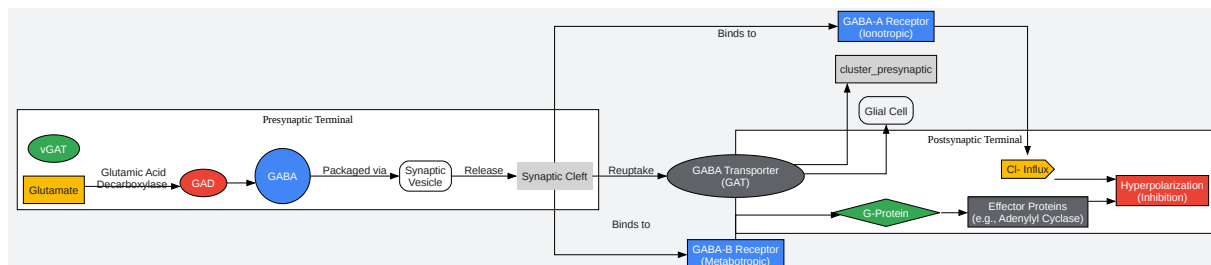 GABA-A Receptor
(Ionotropic)
Binds to
cluster_presynaptic
Glial Cell
Presynaptic Terminal
Postsynaptic Terminal
vGAT
Glutamate
Glutamic Acid
Decarboxylase
GAD
GABA
Packaged via
Synaptic
Vesicle
Release
Synaptic Cleft
Reuptake
GABA Transporter
(GAT)
Cl- Influx
Hyperpolarization
(Inhibition)
G-Protein
Effector Proteins
(e.g., Adenylyl Cyclase)
Binds to
GABA-B Receptor
(Metabotropic)